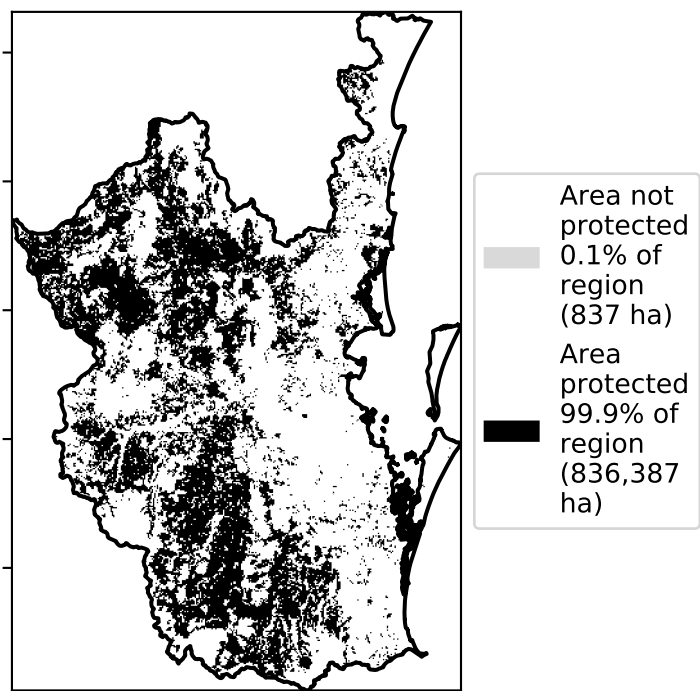 Area not
protected
0.1% of
region
(837 ha)
Area
protected
99.9% of
region
(836,387
ha)